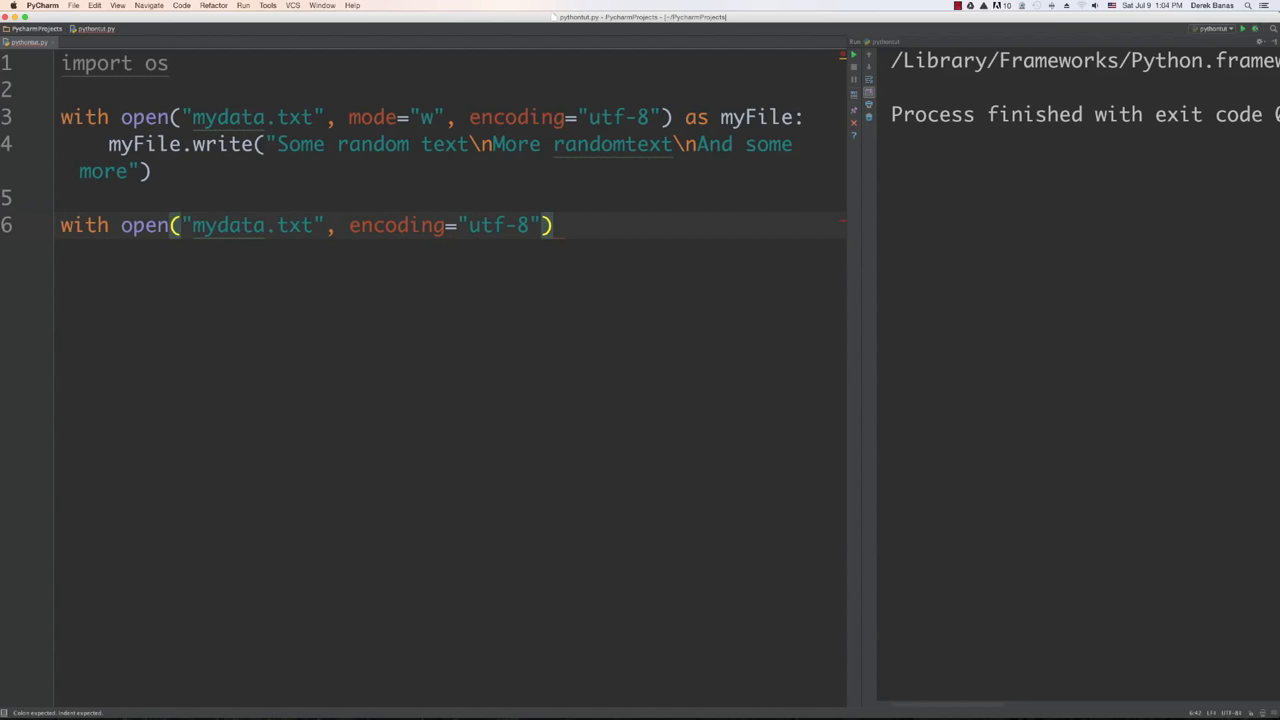 PyCharm File Edit View Navigate Code Refactor Run Tools VCS Window Help 10 Sat Jul 9 1:04 PM Derek Banas
pythontut.py - PycharmProjects - [~/PycharmProjects]
PycharmProjects pythontut.py pythontut
pythontut.py Run pythontut
1 import os
2
3 with open("mydata.txt", mode="w", encoding="utf-8") as myFile:
4 myFile.write("Some random text\nMore randomtext\nAnd some
more")
5
6 with open("mydata.txt", encoding="utf-8")
/Library/Frameworks/Python.framew
Process finished with exit code 0
Colon expected. Indent expected. 6:42 LF UTF-8